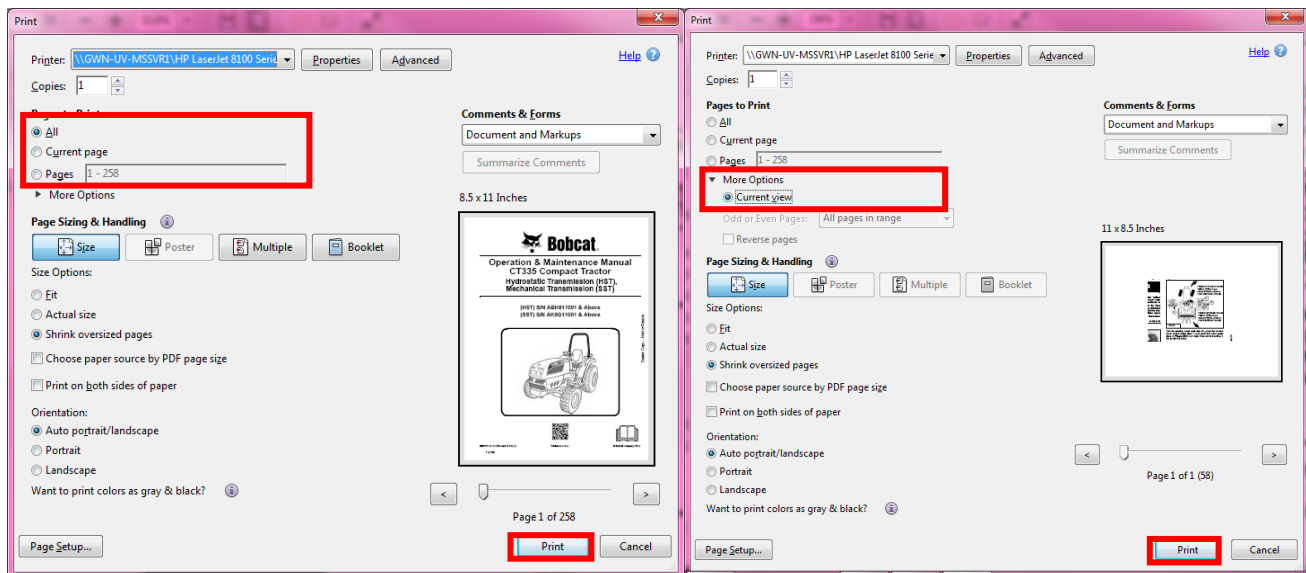 Print
Printer: \\GWN-UV-MSSVR1\HP LaserJet 8100 Serie Properties Advanced Help
Copies: 1
All
Current page
Pages 1 - 258
More Options
Comments & Forms
Document and Markups
Summarize Comments
8.5 x 11 Inches
Page Sizing & Handling
Size Poster Multiple Booklet
Size Options:
Fit
Actual size
Shrink oversized pages
Choose paper source by PDF page size
Print on both sides of paper
Orientation:
Auto portrait/landscape
Portrait
Landscape
Want to print colors as gray & black?
Bobcat
Operation & Maintenance Manual
CT335 Compact Tractor
Hydrostatic Transmission (HST),
Mechanical Transmission (SST)
< >
Page 1 of 258
Page Setup... Print Cancel
Print
Printer: \\GWN-UV-MSSVR1\HP LaserJet 8100 Serie Properties Advanced Help
Copies: 1
Pages to Print
All
Current page
Pages 1 - 258
More Options
Current view
Odd or Even Pages: All pages in range
Reverse pages
Comments & Forms
Document and Markups
Summarize Comments
11 x 8.5 Inches
Page Sizing & Handling
Size Poster Multiple Booklet
Size Options:
Fit
Actual size
Shrink oversized pages
Choose paper source by PDF page size
Print on both sides of paper
Orientation:
Auto portrait/landscape
Portrait
Landscape
Want to print colors as gray & black?
< >
Page 1 of 1 (58)
Page Setup... Print Cancel